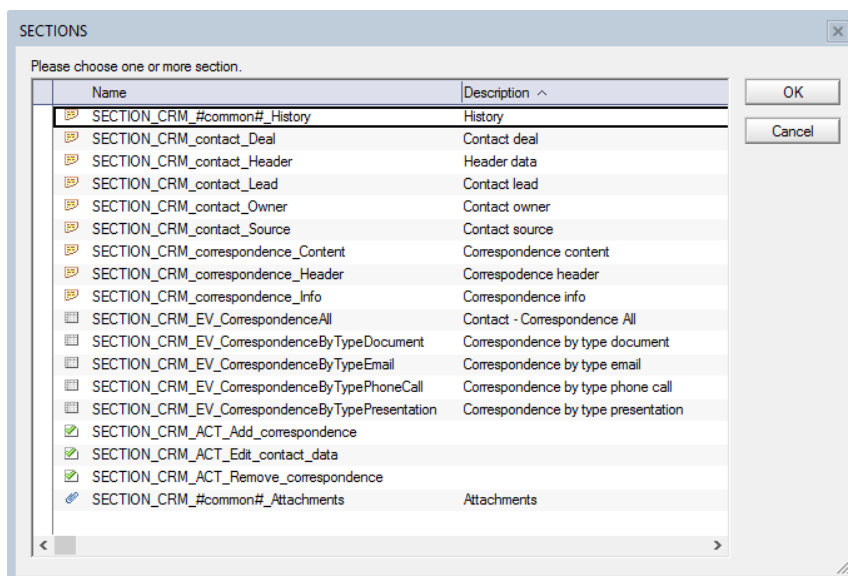 SECTIONS
Please choose one or more section.
Name Description
SECTION_CRM_#common#_History History
SECTION_CRM_contact_Deal Contact deal
SECTION_CRM_contact_Header Header data
SECTION_CRM_contact_Lead Contact lead
SECTION_CRM_contact_Owner Contact owner
SECTION_CRM_contact_Source Contact source
SECTION_CRM_correspondence_Content Correspondence content
SECTION_CRM_correspondence_Header Correspodence header
SECTION_CRM_correspondence_Info Correspondence info
SECTION_CRM_EV_CorrespondenceAll Contact - Correspondence All
SECTION_CRM_EV_CorrespondenceByTypeDocument Correspondence by type document
SECTION_CRM_EV_CorrespondenceByTypeEmail Correspondence by type email
SECTION_CRM_EV_CorrespondenceByTypePhoneCall Correspondence by type phone call
SECTION_CRM_EV_CorrespondenceByTypePresentation Correspondence by type presentation
SECTION_CRM_ACT_Add_correspondence
SECTION_CRM_ACT_Edit_contact_data
SECTION_CRM_ACT_Remove_correspondence
SECTION_CRM_#common#_Attachments Attachments
OK
Cancel